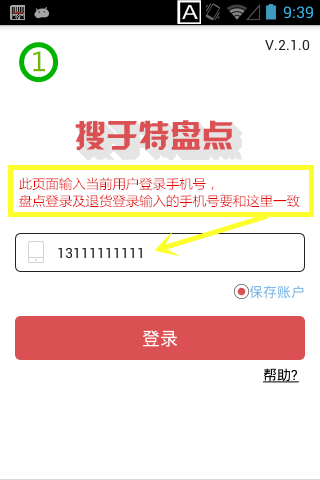 A
9:39
V.2.1.0
1
搜于特盘点
此页面输入当前用户登录手机号，
盘点登录及退货登录输入的手机号要和这里一致
13111111111
保存账户
登录
帮助?